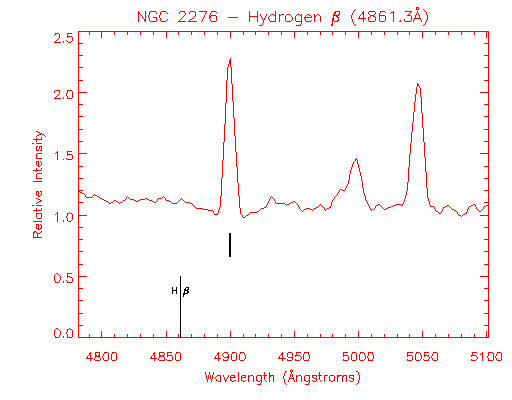 NGC 2276 – Hydrogen β (4861.3Å)
2.5
2.0
1.5
1.0
0.5
0.0
Relative Intensity
H β
4800 4850 4900 4950 5000 5050 5100
Wavelength (Ångstroms)